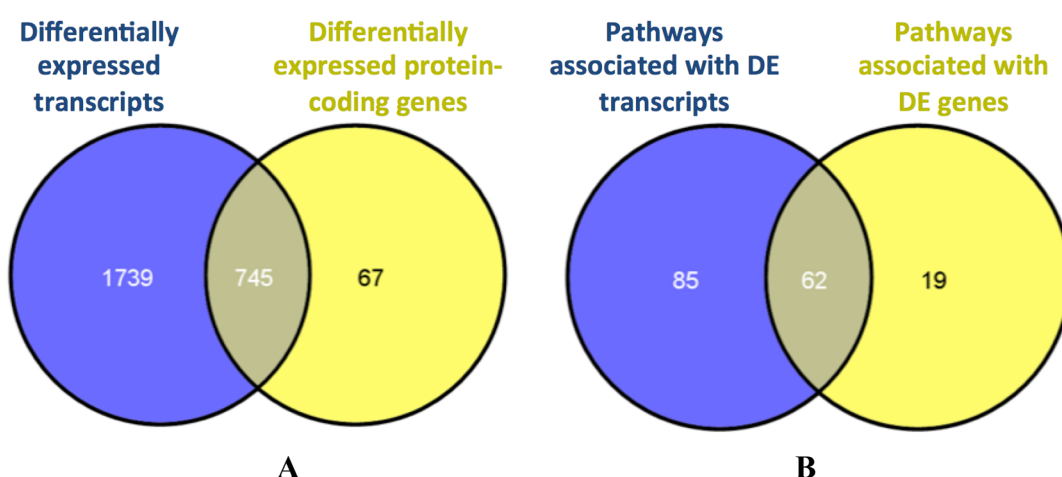 Differentially
expressed
transcripts
Differentially
expressed protein-
coding genes
1739
745
67
A
Pathways
associated with DE
transcripts
Pathways
associated with
DE genes
85
62
19
B